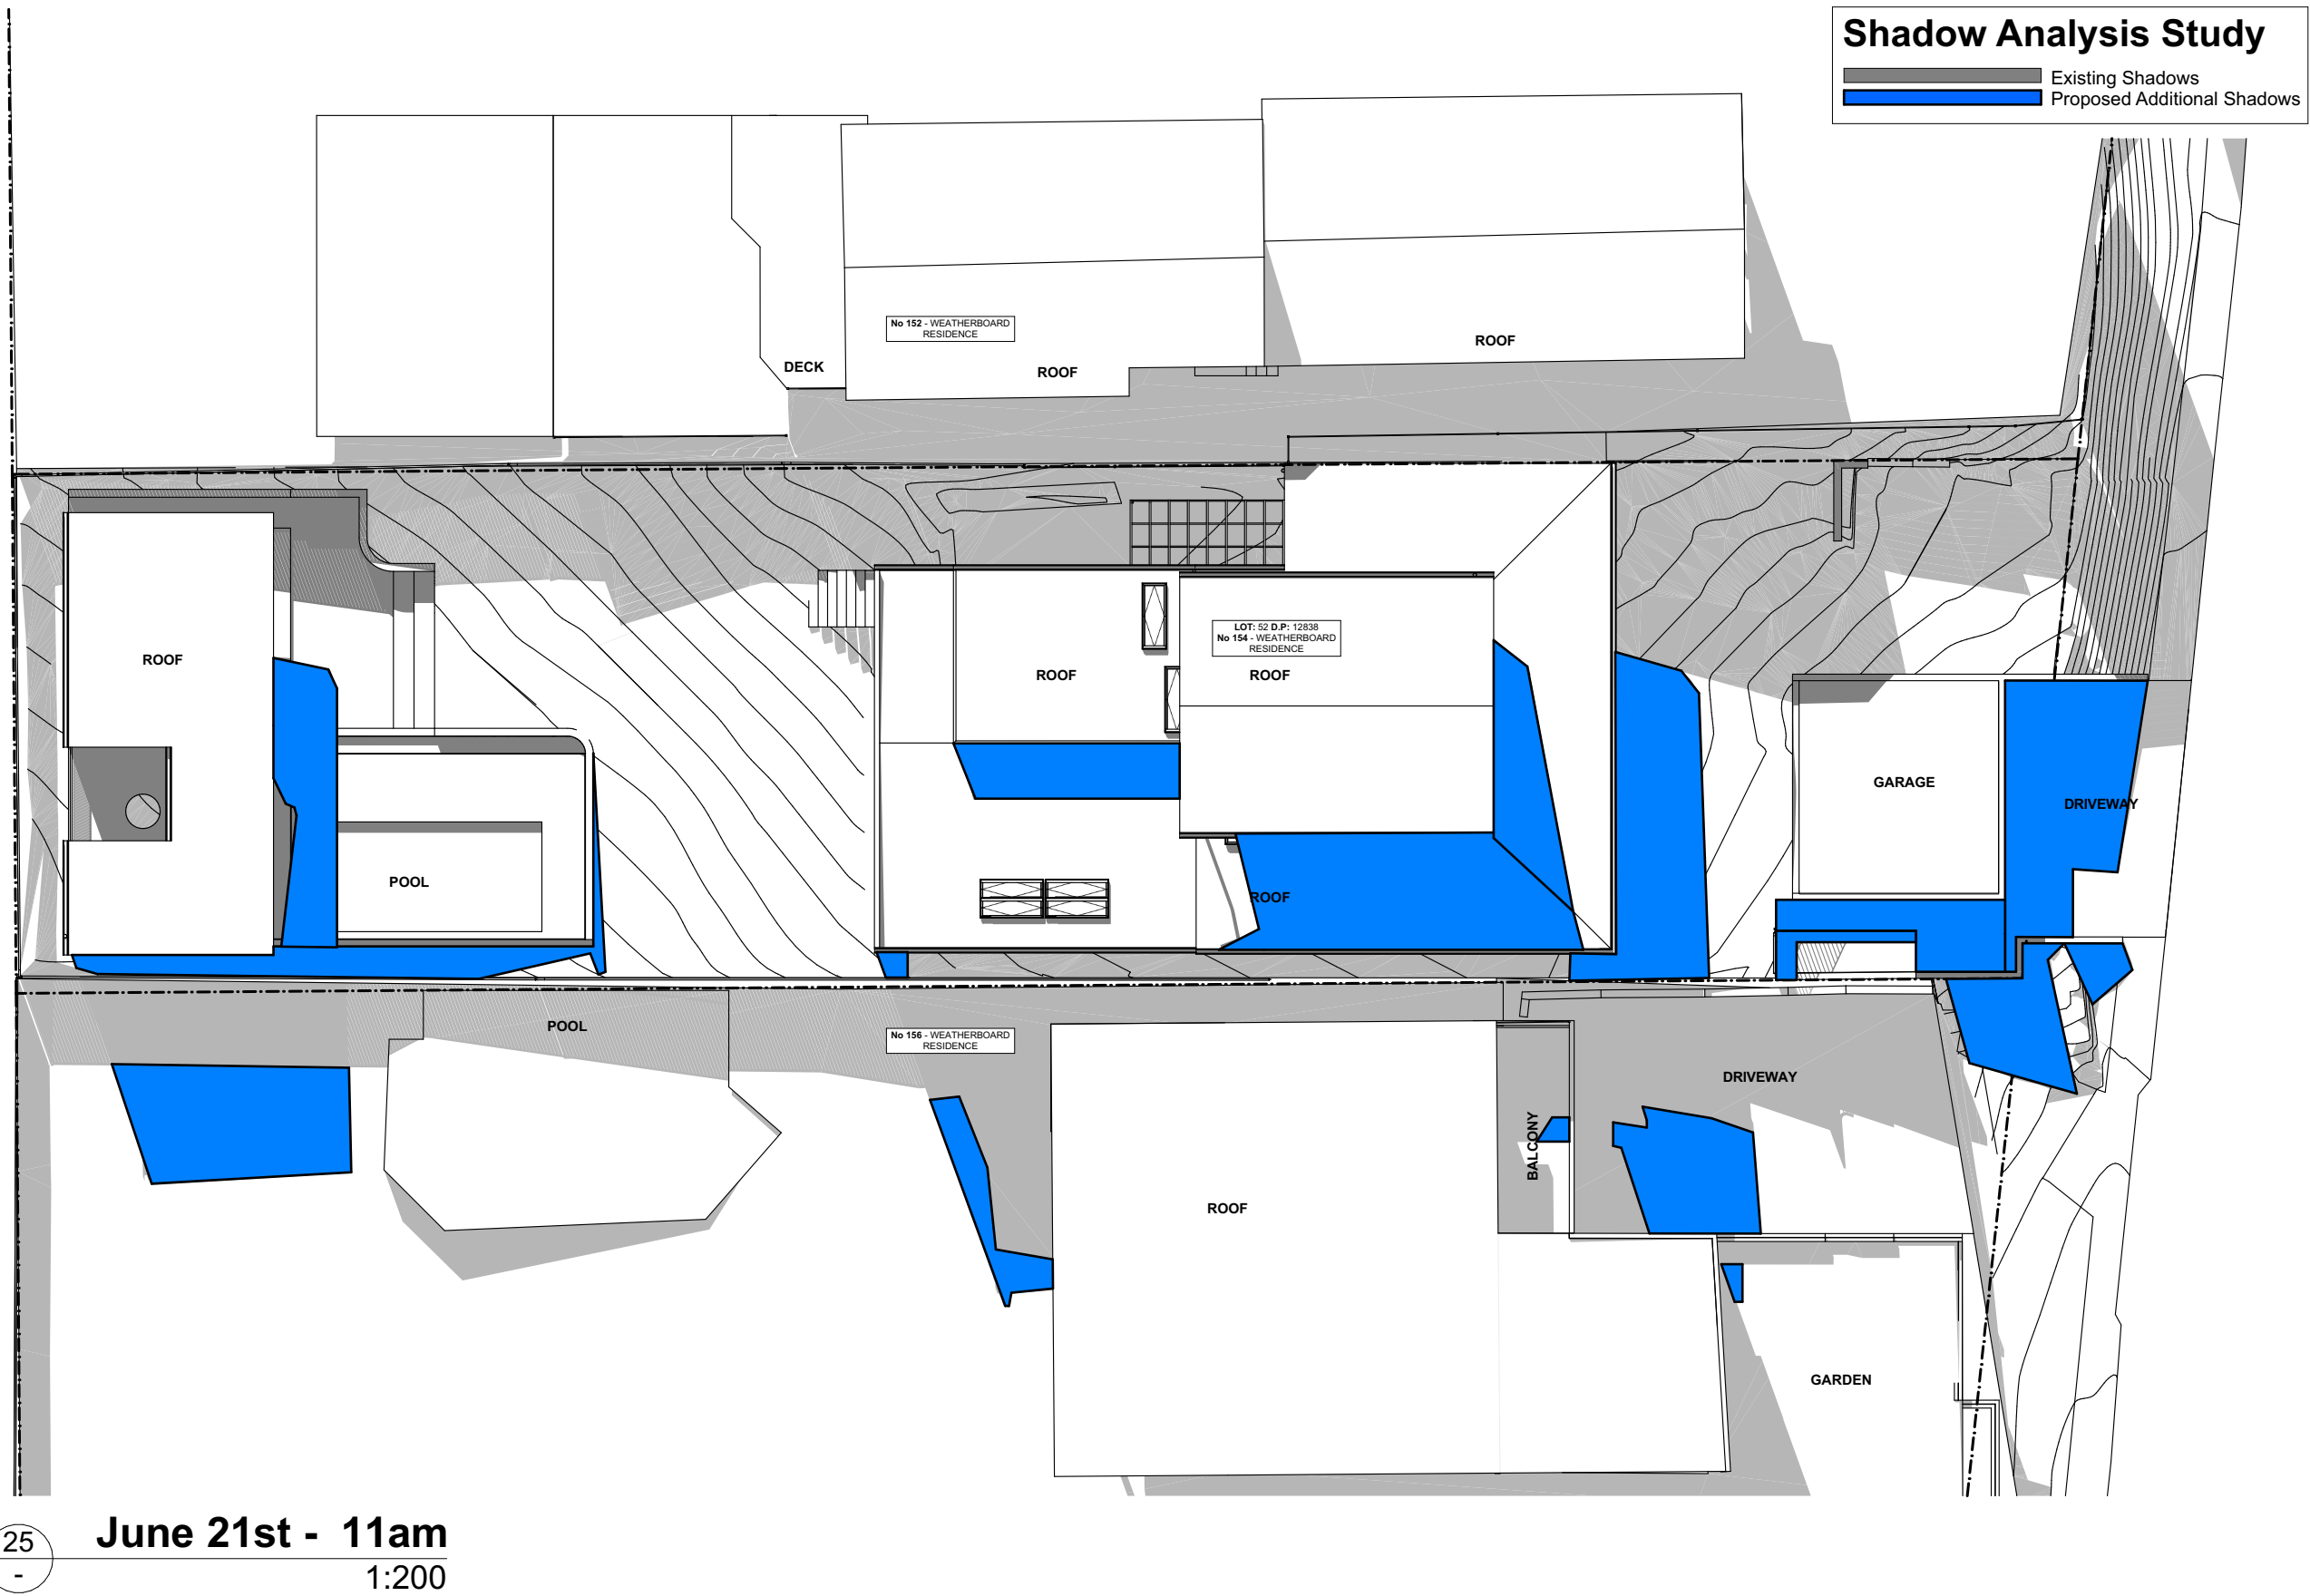 Shadow Analysis Study
Existing Shadows
Proposed Additional Shadows
No 152 - WEATHERBOARD
RESIDENCE
ROOF
DECK
ROOF
LOT: 52 D.P: 12838
No 154 - WEATHERBOARD
RESIDENCE
ROOF
ROOF
ROOF
GARAGE
DRIVEWAY
POOL
ROOF
POOL
No 156 - WEATHERBOARD
RESIDENCE
DRIVEWAY
BALCONY
ROOF
GARDEN
25
-
June 21st - 11am
1:200